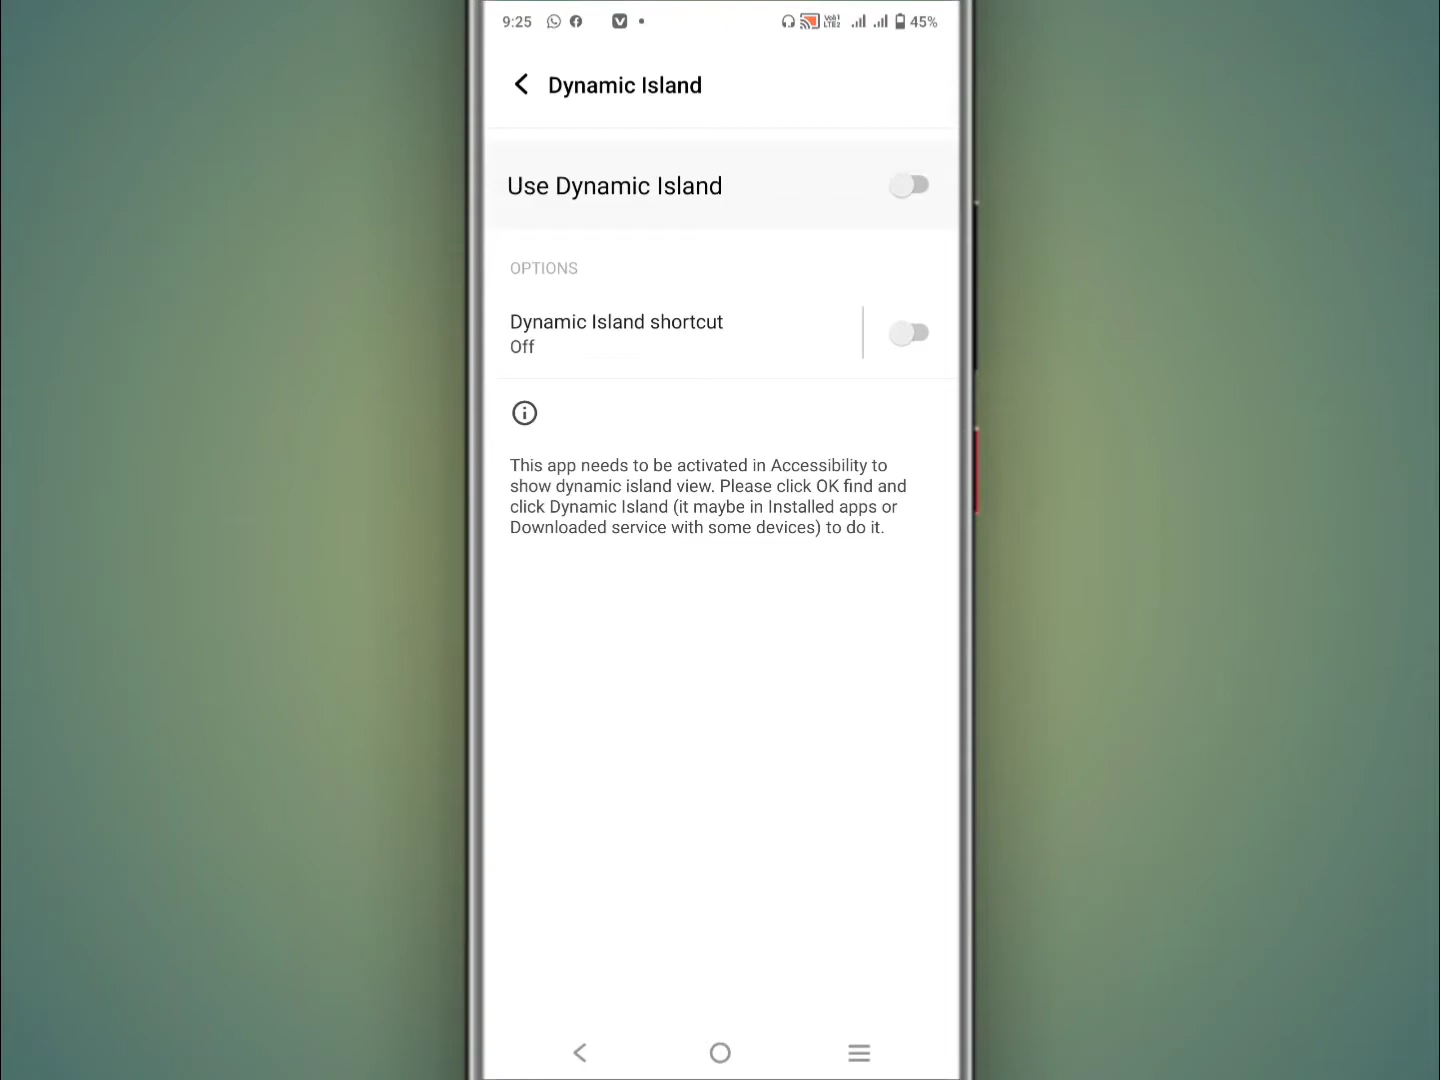 9:25
45%
Dynamic Island
Use Dynamic Island
OPTIONS
Dynamic Island shortcut
Off
This app needs to be activated in Accessibility to
show dynamic island view. Please click OK find and
click Dynamic Island (it maybe in Installed apps or
Downloaded service with some devices) to do it.